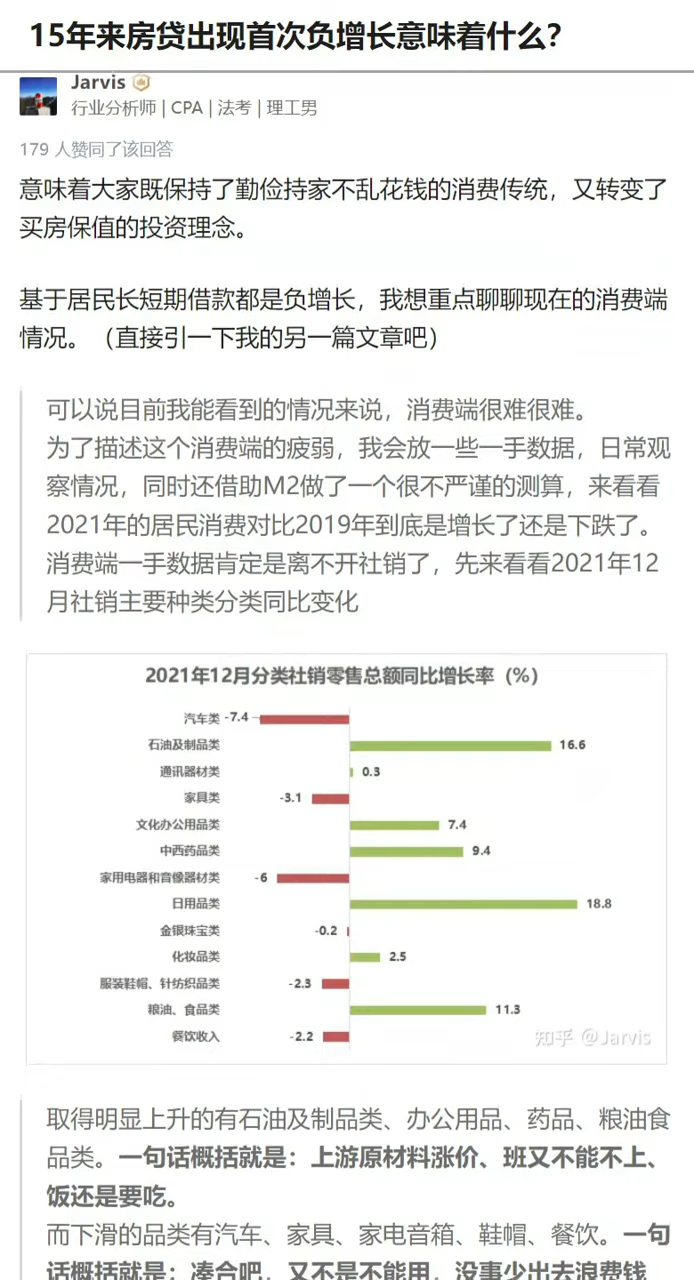 15年来房贷出现首次负增长意味着什么?
Jarvis
行业分析师 | CPA | 法考 | 理工男
179 人赞同了该回答
意味着大家既保持了勤俭持家不乱花钱的消费传统，又转变了
买房保值的投资理念。
基于居民长短期借款都是负增长，我想重点聊聊现在的消费端
情况。（直接引一下我的另一篇文章吧）
可以说目前我能看到的情况来说，消费端很难很难。
为了描述这个消费端的疲弱，我会放一些一手数据，日常观
察情况，同时还借助M2做了一个很不严谨的测算，来看看
2021年的居民消费对比2019年到底是增长了还是下跌了。
消费端一手数据肯定是离不开社销了，先来看看2021年12
月社销主要种类分类同比变化
2021年12月分类社销零售总额同比增长率（%）
汽车类 -7.4
石油及制品类 16.6
通讯器材类 0.3
家具类 -3.1
文化办公用品类 7.4
中西药品类 9.4
家用电器和音像器材类 -6
日用品类 18.8
金银珠宝类 -0.2
化妆品类 2.5
服装鞋帽、针纺织品类 -2.3
粮油、食品类 11.3
餐饮收入 -2.2
知乎 @Jarvis
取得明显上升的有石油及制品类、办公用品、药品、粮油食
品类。一句话概括就是：上游原材料涨价、班又不能不上、
饭还是要吃。
而下滑的品类有汽车、家具、家电音箱、鞋帽、餐饮。一句
话概括就是：凑合吧，又不是不能用，没事少出去浪费钱